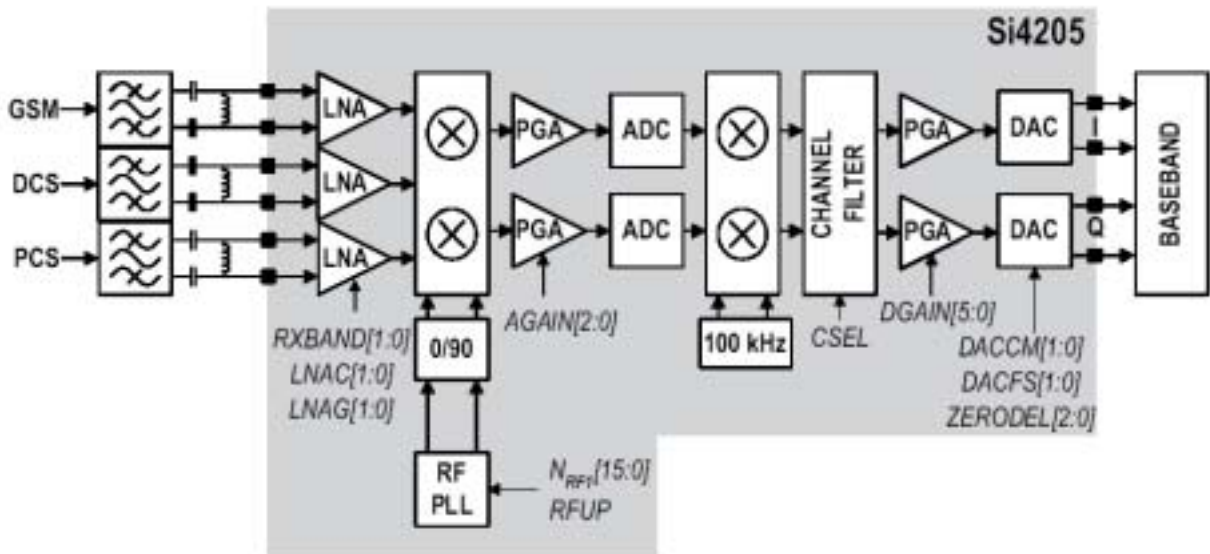 Si4205
GSM
DCS
PCS
LNA
LNA
LNA
PGA
PGA
ADC
ADC
CHANNEL FILTER
PGA
PGA
DAC
DAC
I
Q
BASEBAND
RXBAND[1:0]
LNAC[1:0]
LNAG[1:0]
0/90
AGAIN[2:0]
100 kHz
CSEL
DGAIN[5:0]
DACCM[1:0]
DACFS[1:0]
ZERODEL[2:0]
RF
PLL
N_RF1[15:0]
RFUP